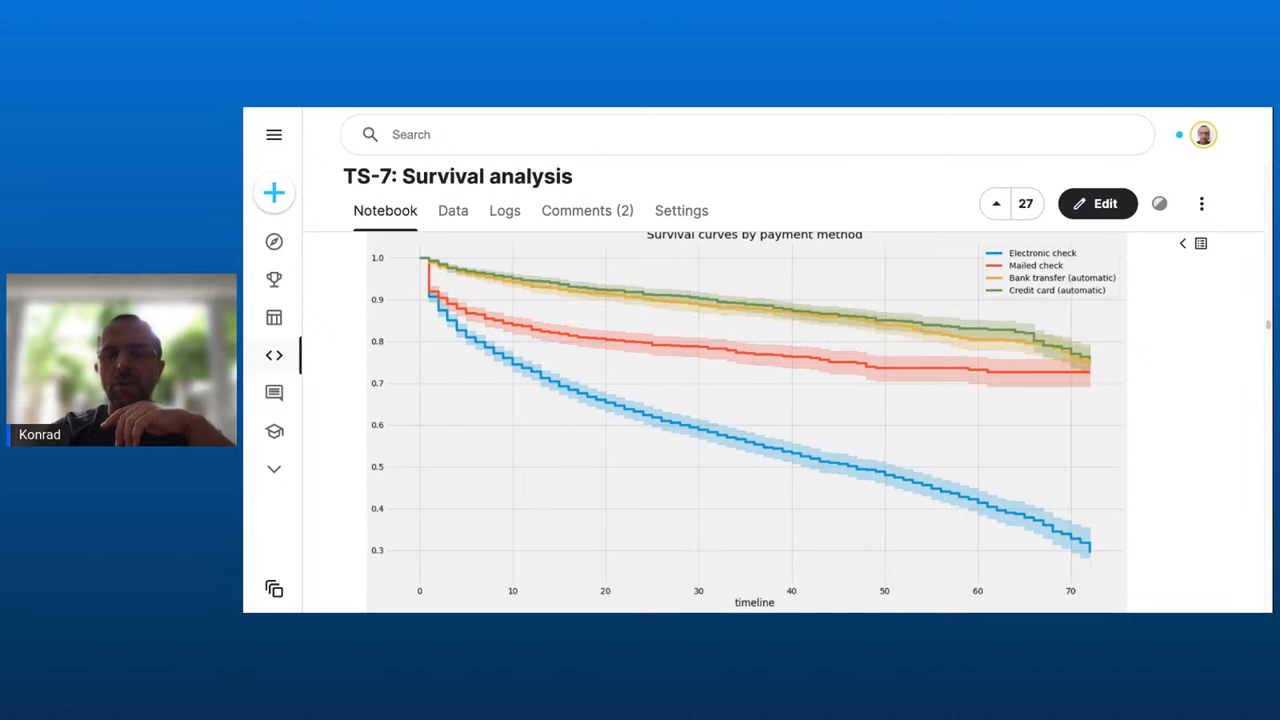 Search
TS-7: Survival analysis
Notebook
Data
Logs
Comments (2)
Settings
27
Edit
Survival curves by payment method
Electronic check
Mailed check
Bank transfer (automatic)
Credit card (automatic)
1.0
0.9
0.8
0.7
0.6
0.5
0.4
0.3
0
10
20
30
40
50
60
70
timeline
Konrad